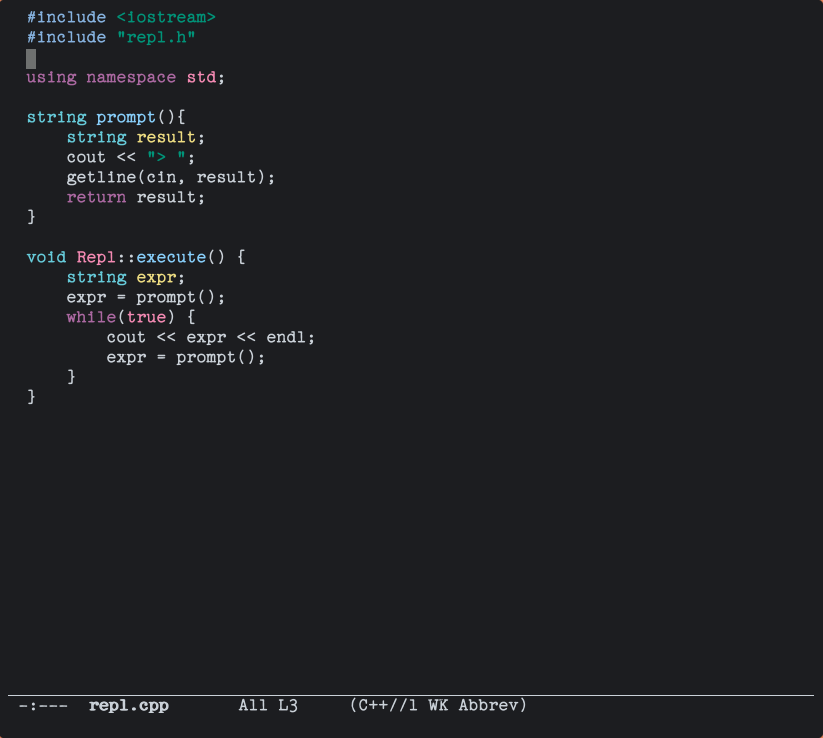 #include <iostream>
#include "repl.h"
using namespace std;
string prompt(){
    string result;
    cout << "> ";
    getline(cin, result);
    return result;
}
void Repl::execute() {
    string expr;
    expr = prompt();
    while(true) {
        cout << expr << endl;
        expr = prompt();
    }
}
-:---  repl.cpp       All L3     (C++//l WK Abbrev)